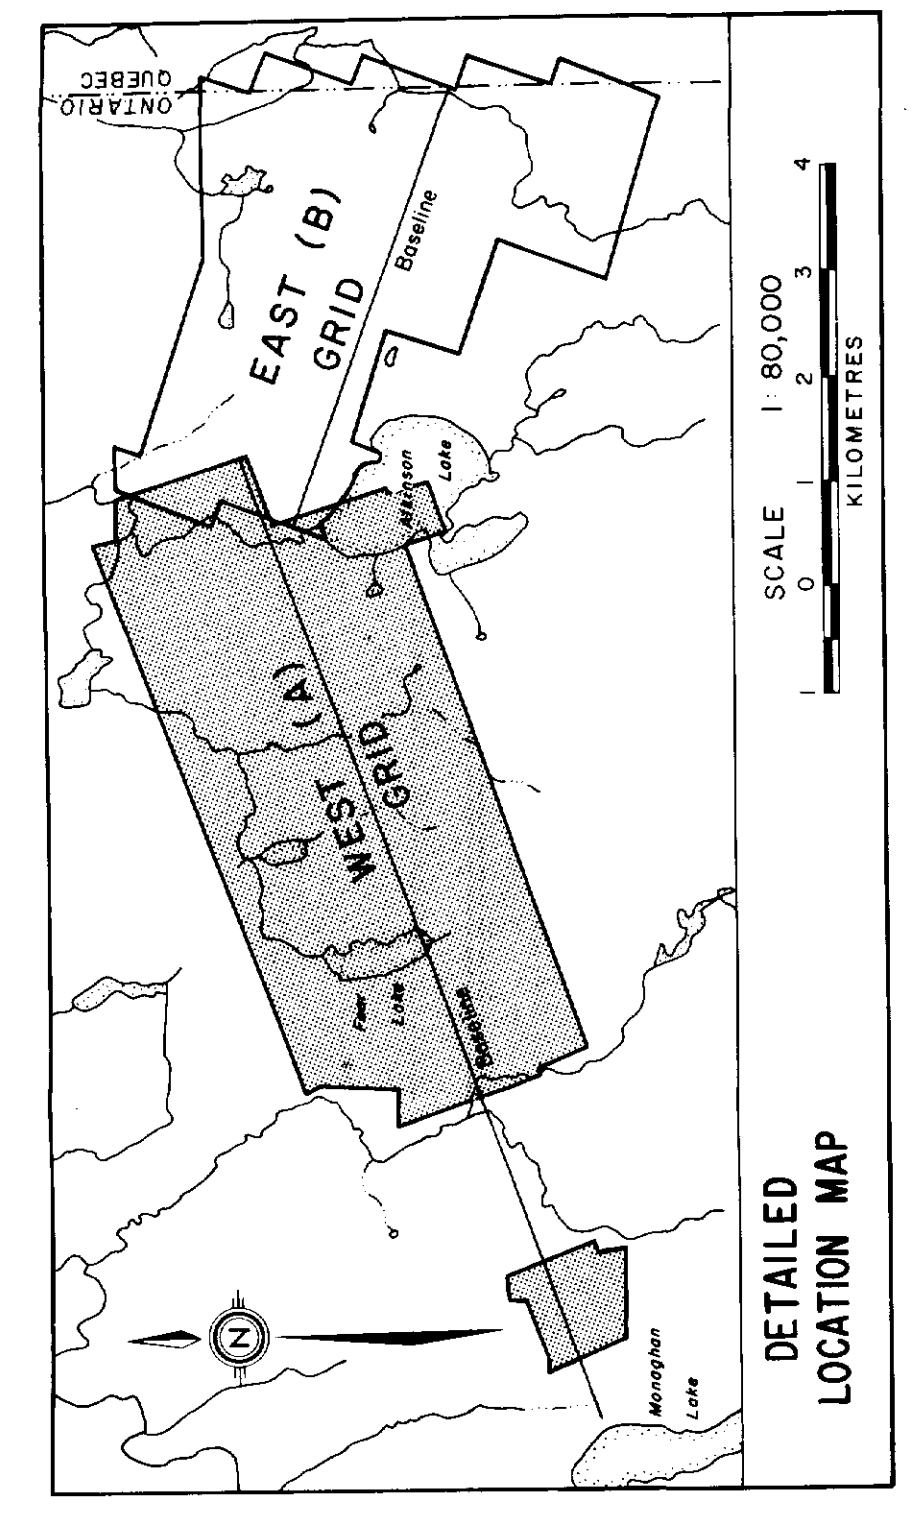 QUEBEC
ONTARIO
EAST (B)
GRID
Baseline
Atkinson
Lake
WEST (A)
GRID
Lake
Baseline
N
Monaghan
Lake
DETAILED
LOCATION MAP
SCALE 1: 80,000
1 0 1 2 3 4
KILOMETRES